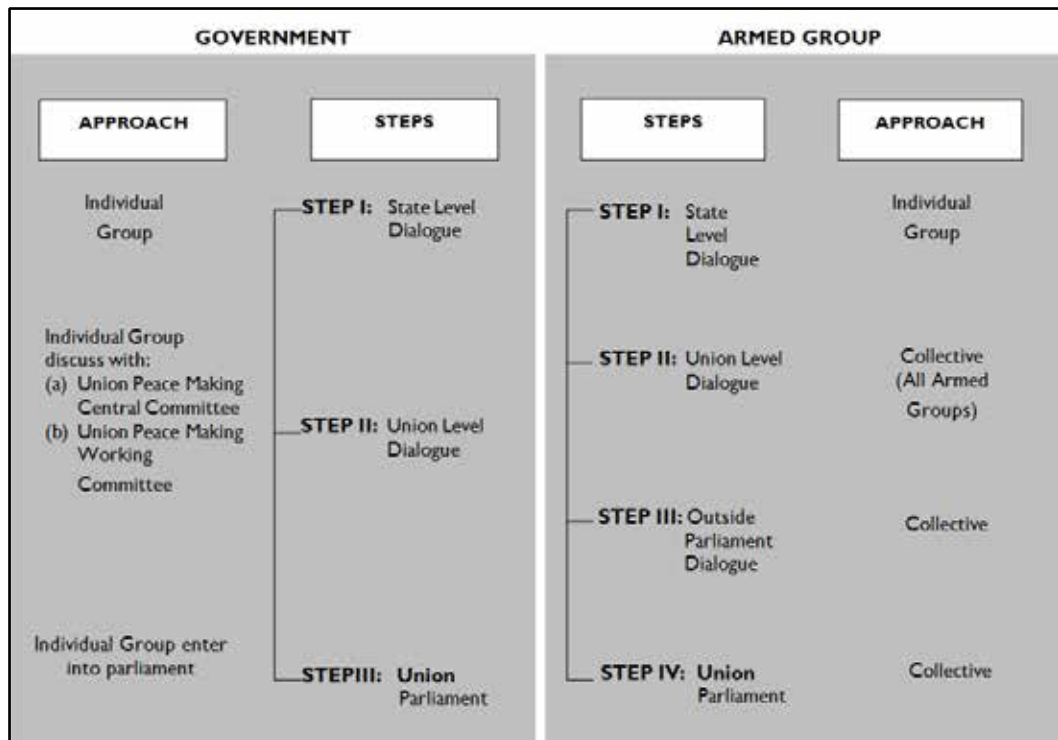 GOVERNMENT
APPROACH
STEPS
Individual
Group
STEP I: State Level
Dialogue
Individual Group
discuss with:
(a) Union Peace Making
Central Committee
(b) Union Peace Making
Working
Committee
STEP II: Union Level
Dialogue
Individual Group enter
into parliament
STEPIII: Union
Parliament
ARMED GROUP
STEPS
APPROACH
STEP I: State
Level
Dialogue
Individual
Group
STEP II: Union Level
Dialogue
Collective
(All Armed
Groups)
STEP III: Outside
Parliament
Dialogue
Collective
STEP IV: Union
Parliament
Collective